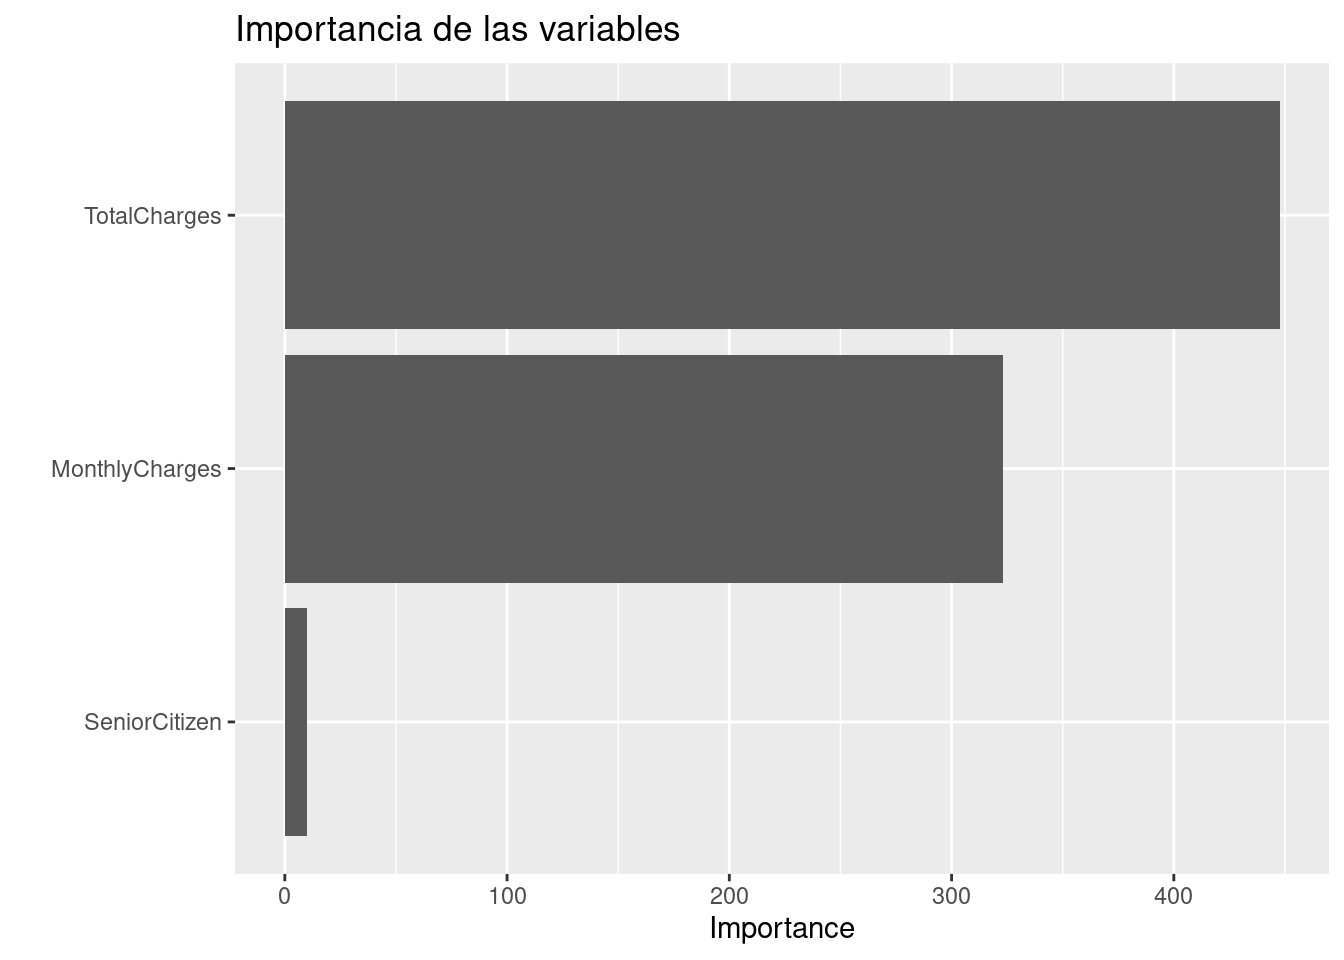 Importancia de las variables
TotalCharges
MonthlyCharges
SeniorCitizen
0 100 200 300 400
Importance